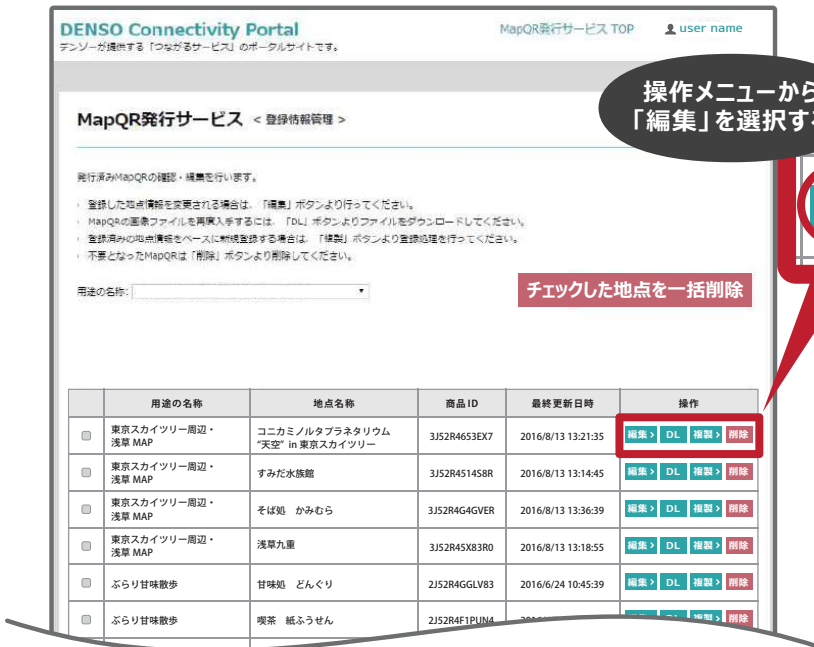 DENSO Connectivity Portal
デンソーが提供する「つながるサービス」のポータルサイトです。
MapQR発行サービス TOP
user name
操作メニューから
「編集」を選択する
MapQR発行サービス < 登録情報管理 >
発行済みMapQRの確認・編集を行います。
登録した地点情報を変更される場合は、「編集」ボタンより行ってください。
MapQRの画像ファイルを再度入手するには、「DL」ボタンよりファイルをダウンロードしてください。
登録済みの地点情報をベースに新規登録する場合は、「複製」ボタンより登録処理を行ってください。
不要となったMapQRは「削除」ボタンより削除してください。
用途の名称:
チェックした地点を一括削除
用途の名称 地点名称 商品ID 最終更新日時 操作
東京スカイツリー周辺・
浅草 MAP
コニカミノルタプラネタリウム
“天空” in 東京スカイツリー
3J52R4653EX7 2016/8/13 13:21:35 編集 > DL 複製 > 削除
東京スカイツリー周辺・
浅草 MAP
すみだ水族館 3J52R4514S8R 2016/8/13 13:14:45 編集 > DL 複製 > 削除
東京スカイツリー周辺・
浅草 MAP
そば処 かみむら 3J52R4G4GVER 2016/8/13 13:36:39 編集 > DL 複製 > 削除
東京スカイツリー周辺・
浅草 MAP
浅草九重 3J52R45X83R0 2016/8/13 13:18:55 編集 > DL 複製 > 削除
ぶらり甘味散歩 甘味処 どんぐり 2J52R4GGLV83 2016/6/24 10:45:39 編集 > DL 複製 > 削除
ぶらり甘味散歩 喫茶 紙ふうせん 2J52R4F1PUN4 DL 複製 > 削除